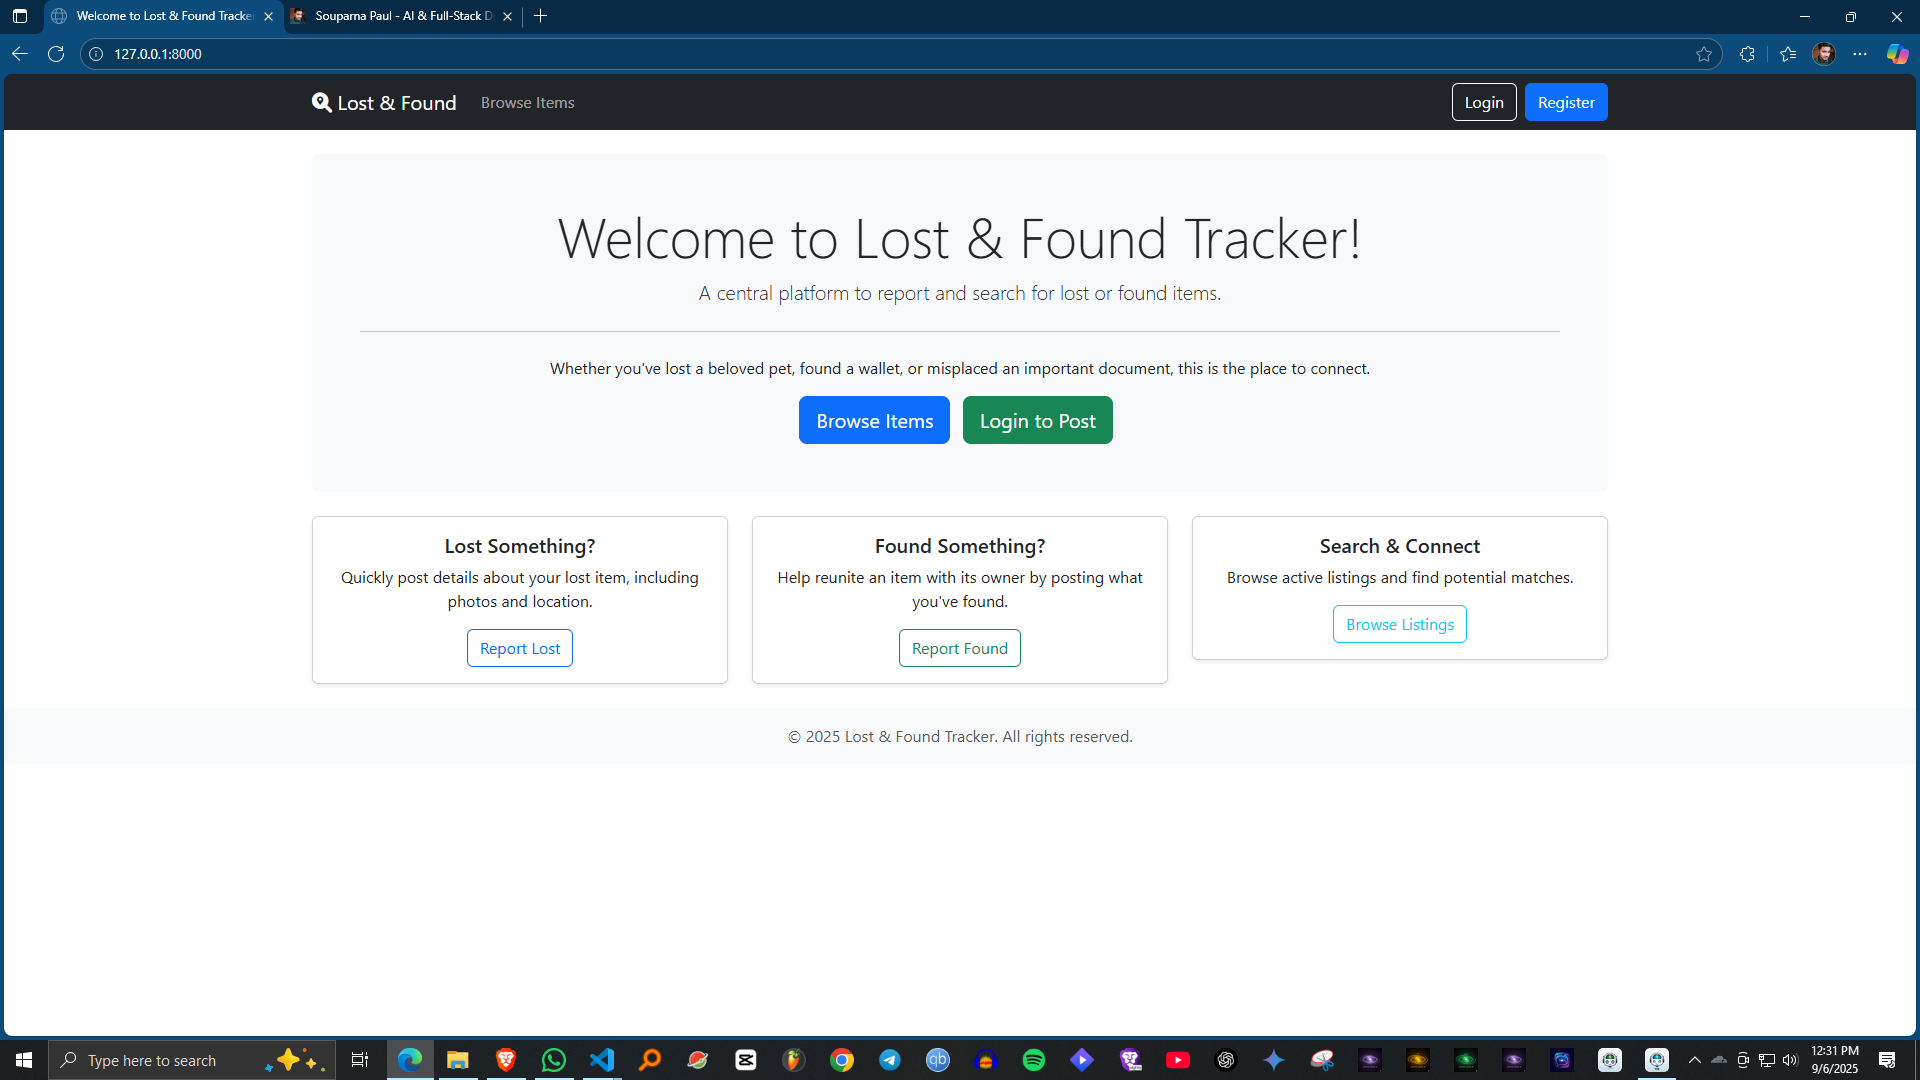 Welcome to Lost & Found Tracker
Souparna Paul - AI & Full-Stack D
127.0.0.1:8000
Lost & Found
Browse Items
Login
Register
Welcome to Lost & Found Tracker!
A central platform to report and search for lost or found items.
Whether you've lost a beloved pet, found a wallet, or misplaced an important document, this is the place to connect.
Browse Items
Login to Post
Lost Something?
Quickly post details about your lost item, including
photos and location.
Report Lost
Found Something?
Help reunite an item with its owner by posting what
you've found.
Report Found
Search & Connect
Browse active listings and find potential matches.
Browse Listings
© 2025 Lost & Found Tracker. All rights reserved.
Type here to search
qb
12:31 PM
9/6/2025